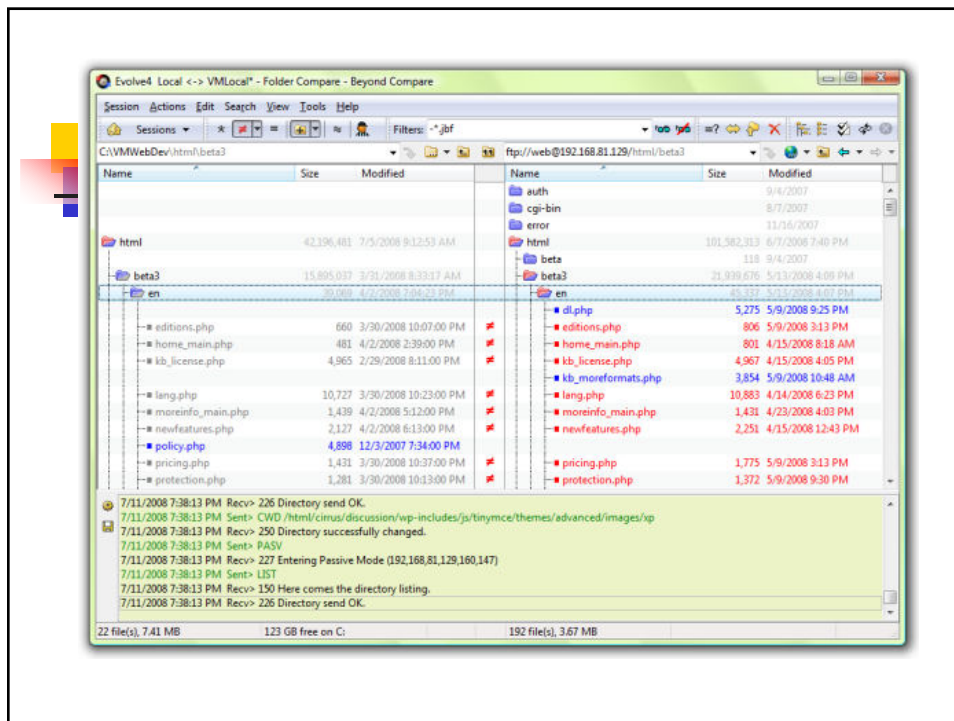 Evolve4 Local <-> VMLocal* - Folder Compare - Beyond Compare
Session Actions Edit Search View Tools Help
Sessions * ≠ = ≈ Filters: -*.jbf =?
C:\VMWebDev\html\beta3 ftp://web@192.168.81.129/html/beta3
Name Size Modified Name Size Modified
auth 9/4/2007
cgi-bin 8/7/2007
error 11/16/2007
html 42,196,481 7/5/2008 9:12:53 AM html 101,582,313 6/7/2008 7:40 PM
beta 118 9/4/2007
beta3 15,895,037 3/31/2008 8:33:17 AM beta3 21,939,676 5/13/2008 4:08 PM
en 39,069 4/2/2008 7:04:23 PM en 45,337 5/13/2008 4:07 PM
dl.php 5,275 5/9/2008 9:25 PM
editions.php 660 3/30/2008 10:07:00 PM ≠ editions.php 806 5/9/2008 3:13 PM
home_main.php 481 4/2/2008 2:39:00 PM ≠ home_main.php 801 4/15/2008 8:18 AM
kb_license.php 4,965 2/29/2008 8:11:00 PM ≠ kb_license.php 4,967 4/15/2008 4:05 PM
kb_moreformats.php 3,854 5/9/2008 10:48 AM
lang.php 10,727 3/30/2008 10:23:00 PM ≠ lang.php 10,883 4/14/2008 6:23 PM
moreinfo_main.php 1,439 4/2/2008 5:12:00 PM ≠ moreinfo_main.php 1,431 4/23/2008 4:03 PM
newfeatures.php 2,127 4/2/2008 6:13:00 PM ≠ newfeatures.php 2,251 4/15/2008 12:43 PM
policy.php 4,898 12/3/2007 7:34:00 PM
pricing.php 1,431 3/30/2008 10:37:00 PM ≠ pricing.php 1,775 5/9/2008 3:13 PM
protection.php 1,281 3/30/2008 10:13:00 PM ≠ protection.php 1,372 5/9/2008 9:30 PM
7/11/2008 7:38:13 PM Recv> 226 Directory send OK.
7/11/2008 7:38:13 PM Sent> CWD /html/cirrus/discussion/wp-includes/js/tinymce/themes/advanced/images/xp
7/11/2008 7:38:13 PM Recv> 250 Directory successfully changed.
7/11/2008 7:38:13 PM Sent> PASV
7/11/2008 7:38:13 PM Recv> 227 Entering Passive Mode (192,168,81,129,160,147)
7/11/2008 7:38:13 PM Sent> LIST
7/11/2008 7:38:13 PM Recv> 150 Here comes the directory listing.
7/11/2008 7:38:13 PM Recv> 226 Directory send OK.
22 file(s), 7.41 MB 123 GB free on C: 192 file(s), 3.67 MB